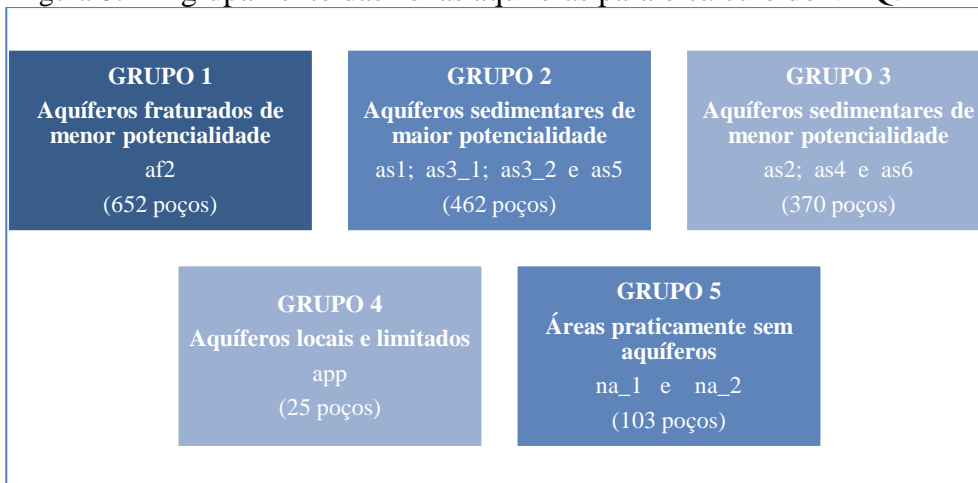 GRUPO 1
Aquíferos fraturados de
menor potencialidade
af2
(652 poços)
GRUPO 2
Aquíferos sedimentares de
maior potencialidade
as1; as3_1; as3_2 e as5
(462 poços)
GRUPO 3
Aquíferos sedimentares de
menor potencialidade
as2; as4 e as6
(370 poços)
GRUPO 4
Aquíferos locais e limitados
app
(25 poços)
GRUPO 5
Áreas praticamente sem
aquíferos
na_1 e na_2
(103 poços)